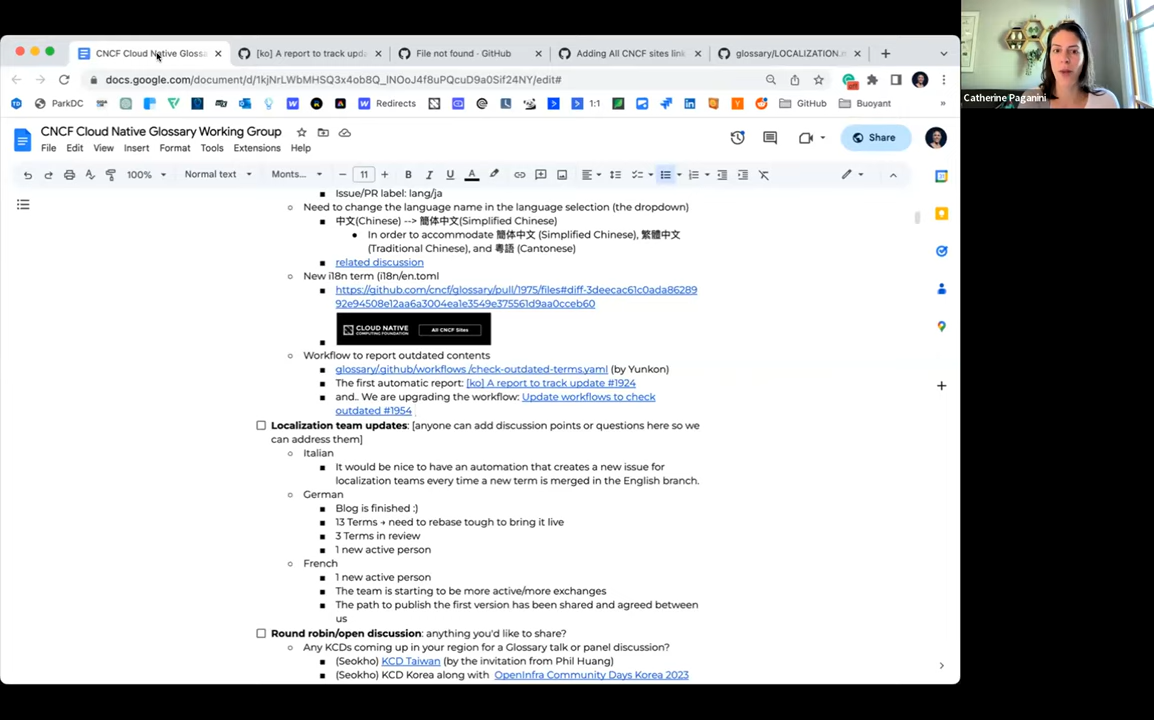 CNCF Cloud Native Glossa
[ko] A report to track upda
File not found · GitHub
Adding All CNCF sites link
glossary/LOCALIZATION.m
docs.google.com/document/d/1kjNrLWbMHSQ3x4ob8Q_lNOoJ4f8uPQcuD9a0Sif24NY/edit#
ParkDC
Redirects
1:1
GitHub
Buoyant
»
Catherine Paganini
CNCF Cloud Native Glossary Working Group
File Edit View Insert Format Tools Extensions Help
Share
100% Normal text Monts... 11 B I U A
Issue/PR label: lang/ja
Need to change the language name in the language selection (the dropdown)
中文(Chinese) --> 簡体中文(Simplified Chinese)
In order to accommodate 簡体中文 (Simplified Chinese), 繁體中文
(Traditional Chinese), and 粵語 (Cantonese)
related discussion
New i18n term (i18n/en.toml
https://github.com/cncf/glossary/pull/1975/files#diff-3deecac61c0ada86289
92e94508e12aa6a3004ea1e3549e375561d9aa0cceb60
CLOUD NATIVE
COMPUTING FOUNDATION
All CNCF Sites
Workflow to report outdated contents
glossary/.github/workflows /check-outdated-terms.yaml (by Yunkon)
The first automatic report: [ko] A report to track update #1924
and.. We are upgrading the workflow: Update workflows to check
outdated #1954
Localization team updates: [anyone can add discussion points or questions here so we
can address them]
Italian
It would be nice to have an automation that creates a new issue for
localization teams every time a new term is merged in the English branch.
German
Blog is finished :)
13 Terms → need to rebase tough to bring it live
3 Terms in review
1 new active person
French
1 new active person
The team is starting to be more active/more exchanges
The path to publish the first version has been shared and agreed between
us
Round robin/open discussion: anything you'd like to share?
Any KCDs coming up in your region for a Glossary talk or panel discussion?
(Seokho) KCD Taiwan (by the invitation from Phil Huang)
(Seokho) KCD Korea along with OpenInfra Community Days Korea 2023